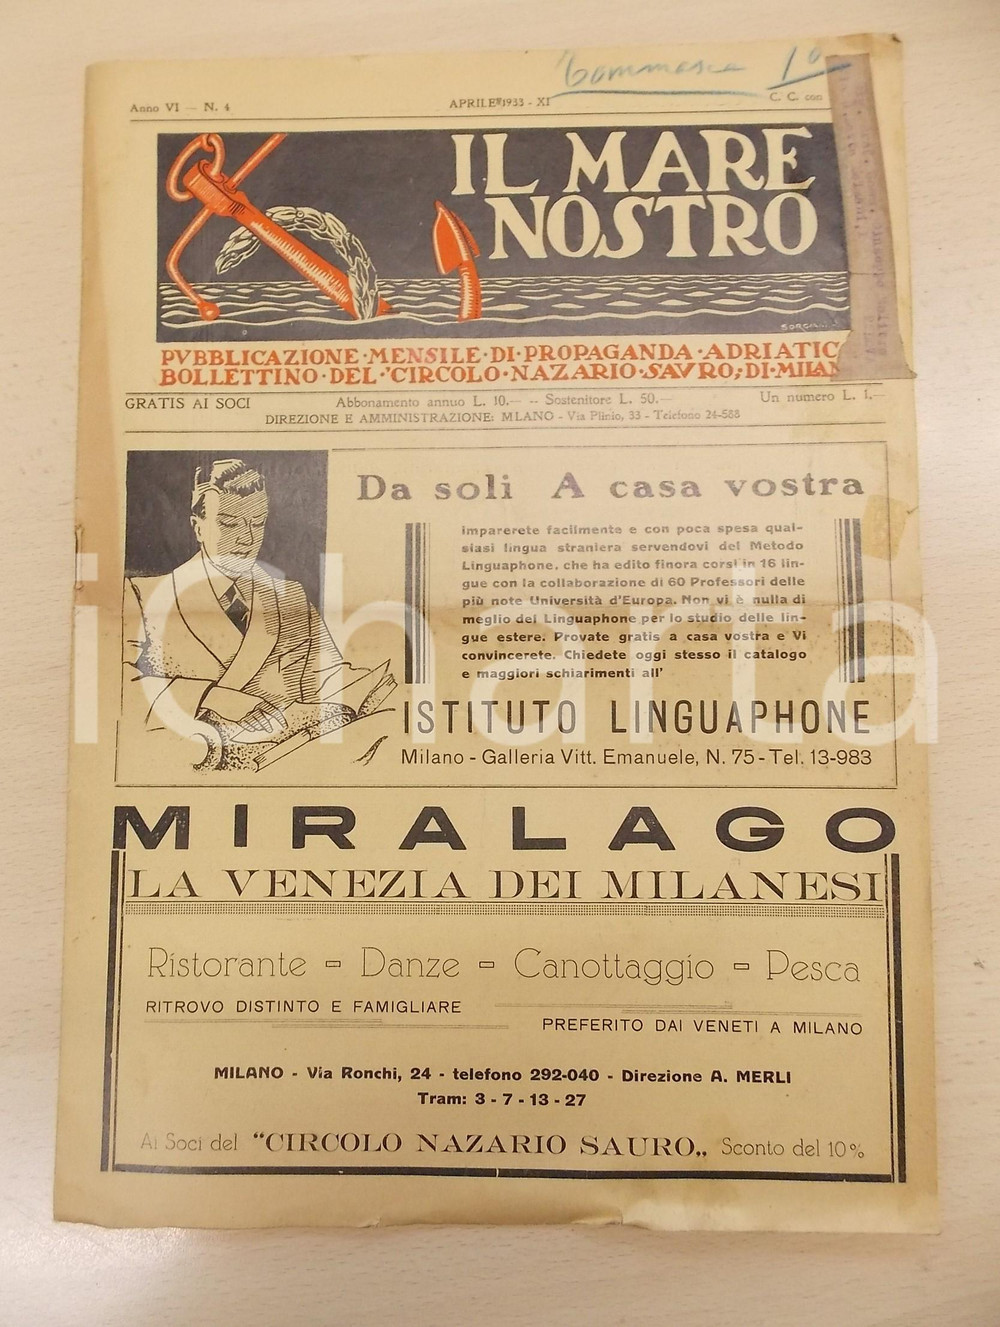 Tommaseo 10
Anno VI — N. 4
APRILE 1933 - XI
C. C. con
IL MARE
NOSTRO
PVBBLICAZIONE·MENSILE·DI·PROPAGANDA·ADRIATIC
BOLLETTINO·DEL·"CIRCOLO·NAZARIO·SAVRO„·DI·MILAN
GRATIS AI SOCI
Abbonamento annuo L. 10.— -- Sostenitore L. 50.—
Un numero L. 1.—
DIREZIONE E AMMINISTRAZIONE: MLANO - Via Plinio, 33 - Telefono 24-588
Da soli A casa vostra
imparerete facilmente e con poca spesa qual-
siasi lingua straniera servendovi del Metodo
Linguaphone, che ha edito finora corsi in 16 lin-
gue con la collaborazione di 60 Professori delle
più note Università d'Europa. Non vi è nulla di
meglio del Linguaphone per lo studio delle lin-
gue estere. Provate gratis a casa vostra e Vi
convincerete. Chiedete oggi stesso il catalogo
e maggiori schiarimenti all'
ISTITUTO LINGUAPHONE
Milano - Galleria Vitt. Emanuele, N. 75 - Tel. 13-983
iCharta
MIRALAGO
LA VENEZIA DEI MILANESI
Ristorante - Danze - Canottaggio - Pesca
RITROVO DISTINTO E FAMIGLIARE
PREFERITO DAI VENETI A MILANO
MILANO - Via Ronchi, 24 - telefono 292-040 - Direzione A. MERLI
Tram: 3 - 7 - 13 - 27
Ai Soci del "CIRCOLO NAZARIO SAURO„ Sconto del 10%